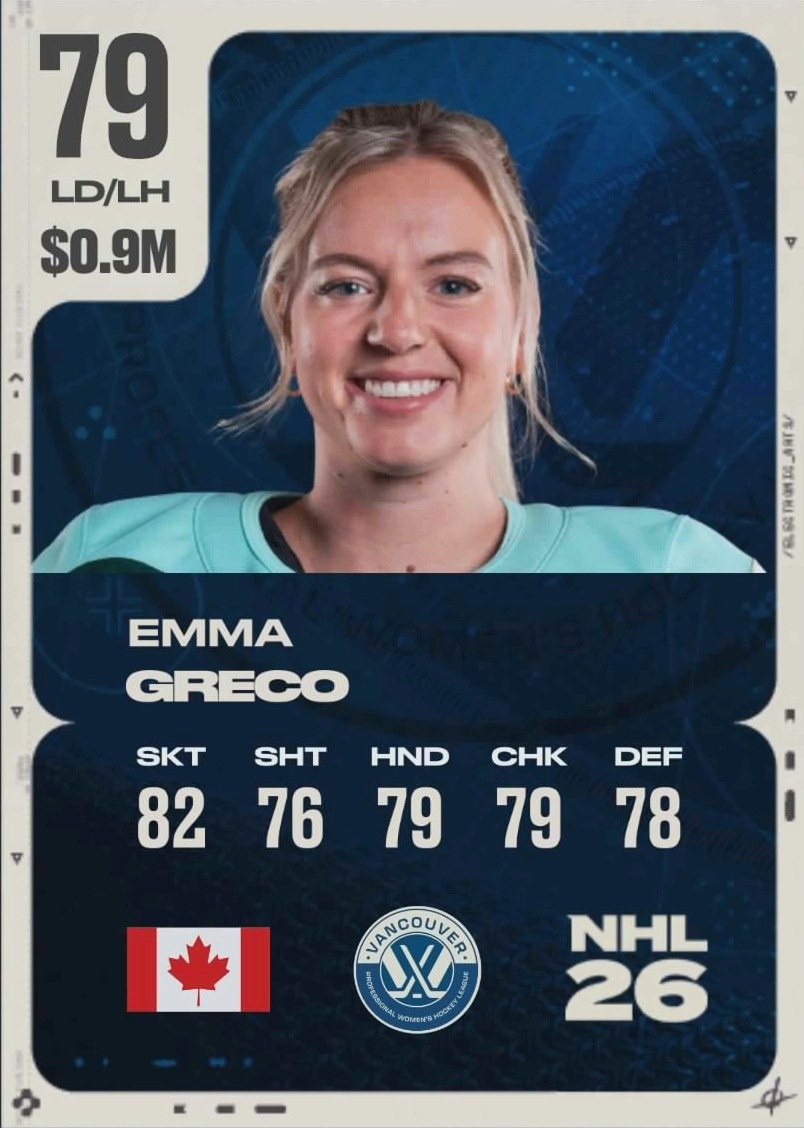 79
LD/LH
$0.9M
EMMA
GRECO
SKT SHT HND CHK DEF
82 76 79 79 78
VANCOUVER
PROFESSIONAL WOMEN'S HOCKEY LEAGUE
NHL
26